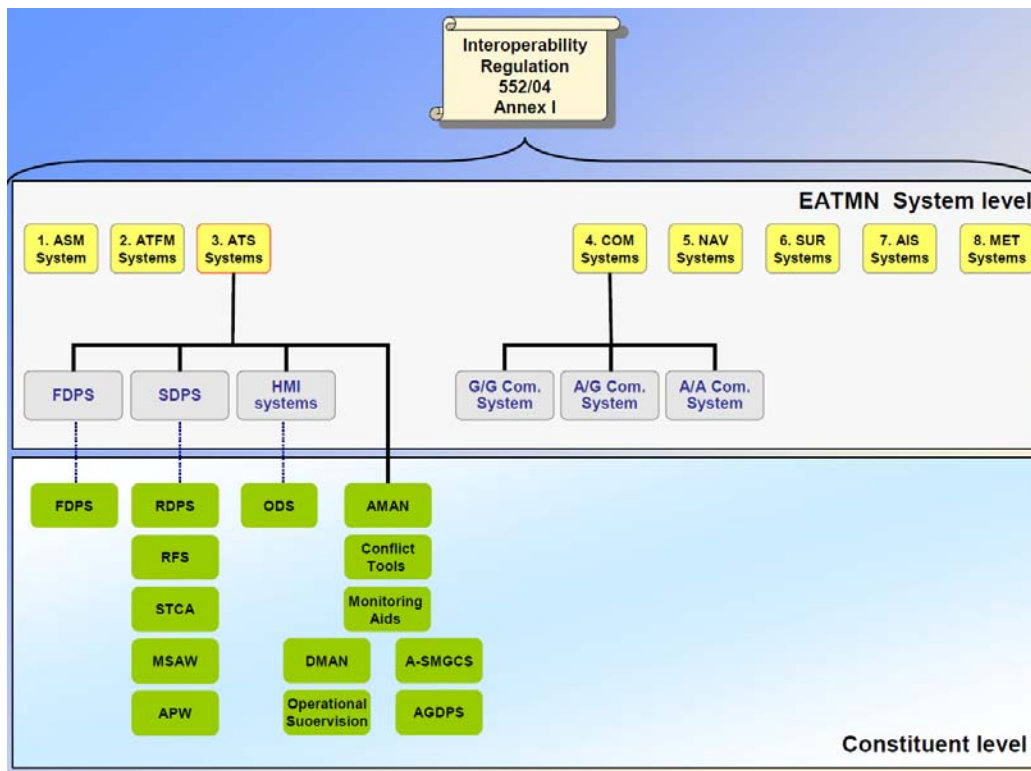 Interoperability
Regulation
552/04
Annex I
EATMN System level
1. ASM
System
2. ATFM
Systems
3. ATS
Systems
4. COM
Systems
5. NAV
Systems
6. SUR
Systems
7. AIS
Systems
8. MET
Systems
FDPS
SDPS
HMI
systems
G/G Com.
System
A/G Com.
System
A/A Com.
System
FDPS
RDPS
ODS
AMAN
RFS
Conflict
Tools
STCA
Monitoring
Aids
MSAW
DMAN
A-SMGCS
APW
Operational
Suoervision
AGDPS
Constituent level